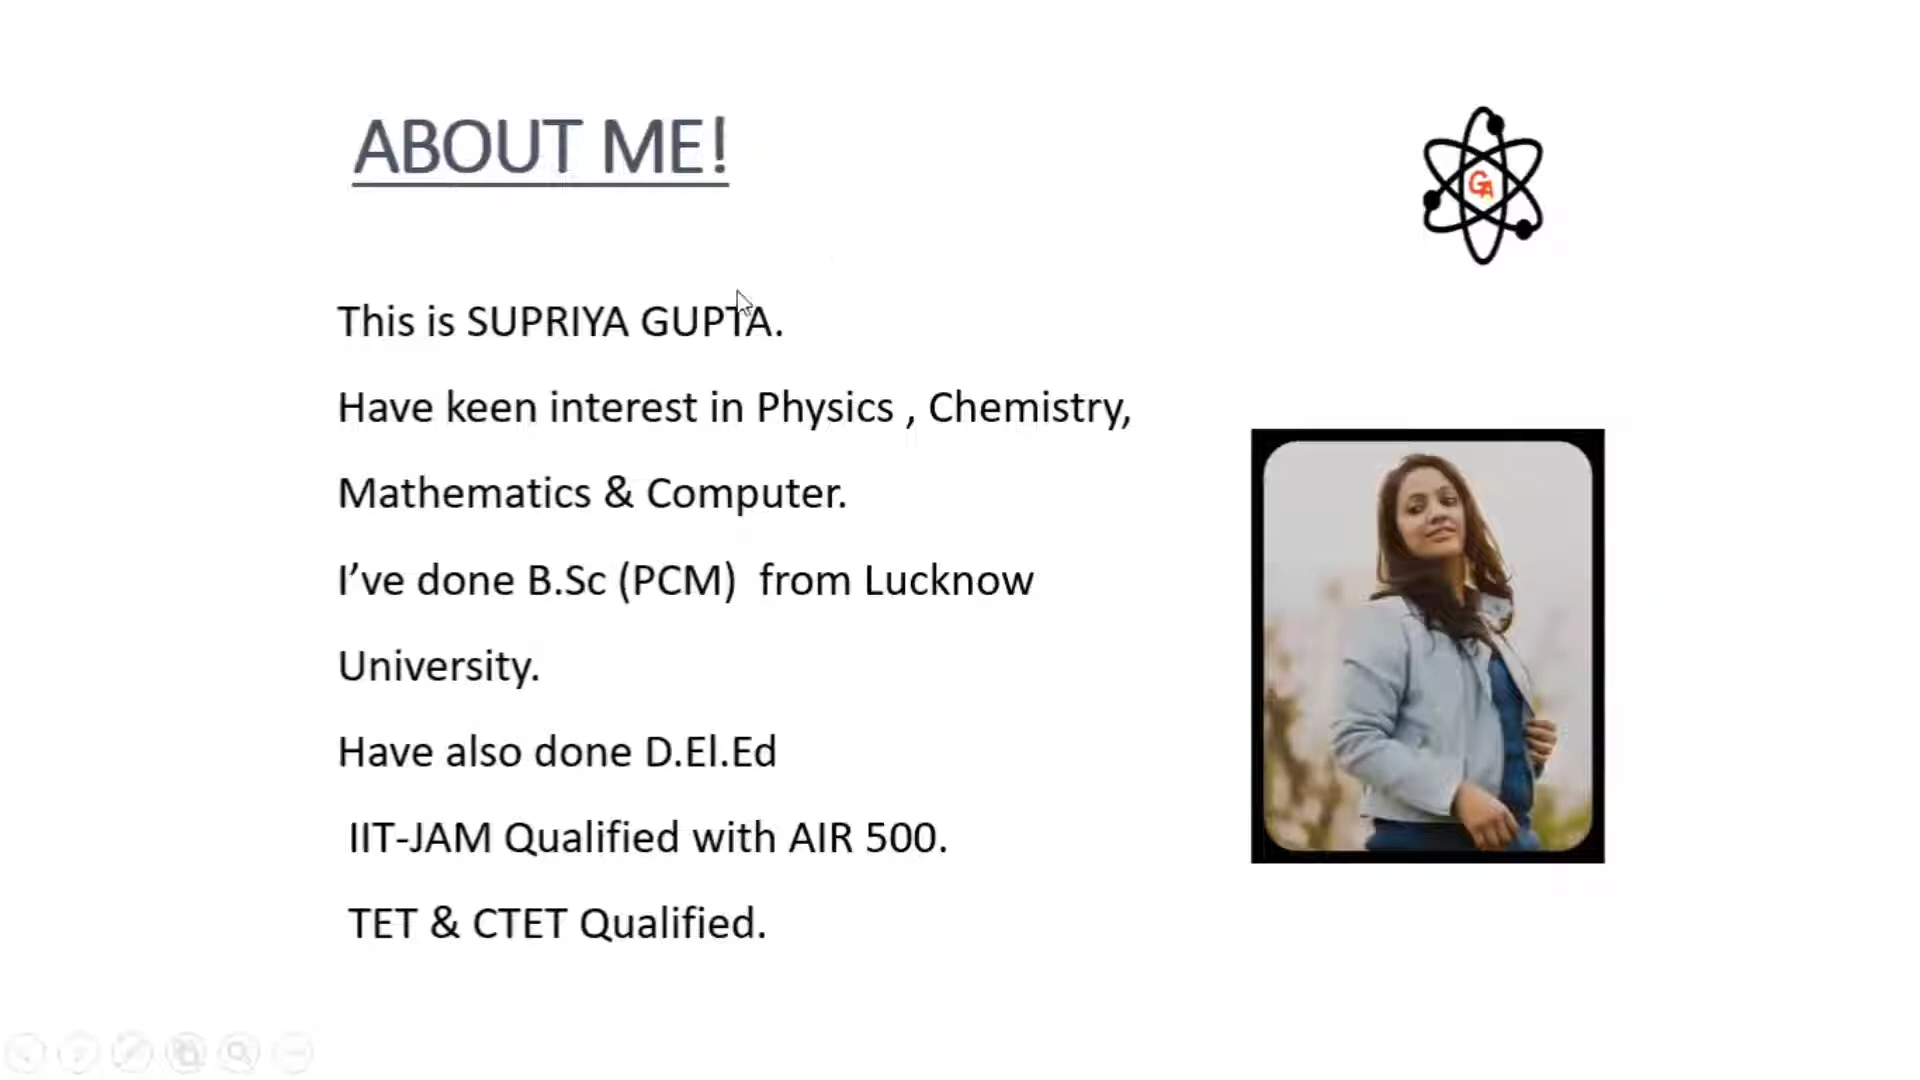 ABOUT ME!
GA
This is SUPRIYA GUPTA.
Have keen interest in Physics , Chemistry,
Mathematics & Computer.
I’ve done B.Sc (PCM)  from Lucknow
University.
Have also done D.El.Ed
IIT-JAM Qualified with AIR 500.
TET & CTET Qualified.